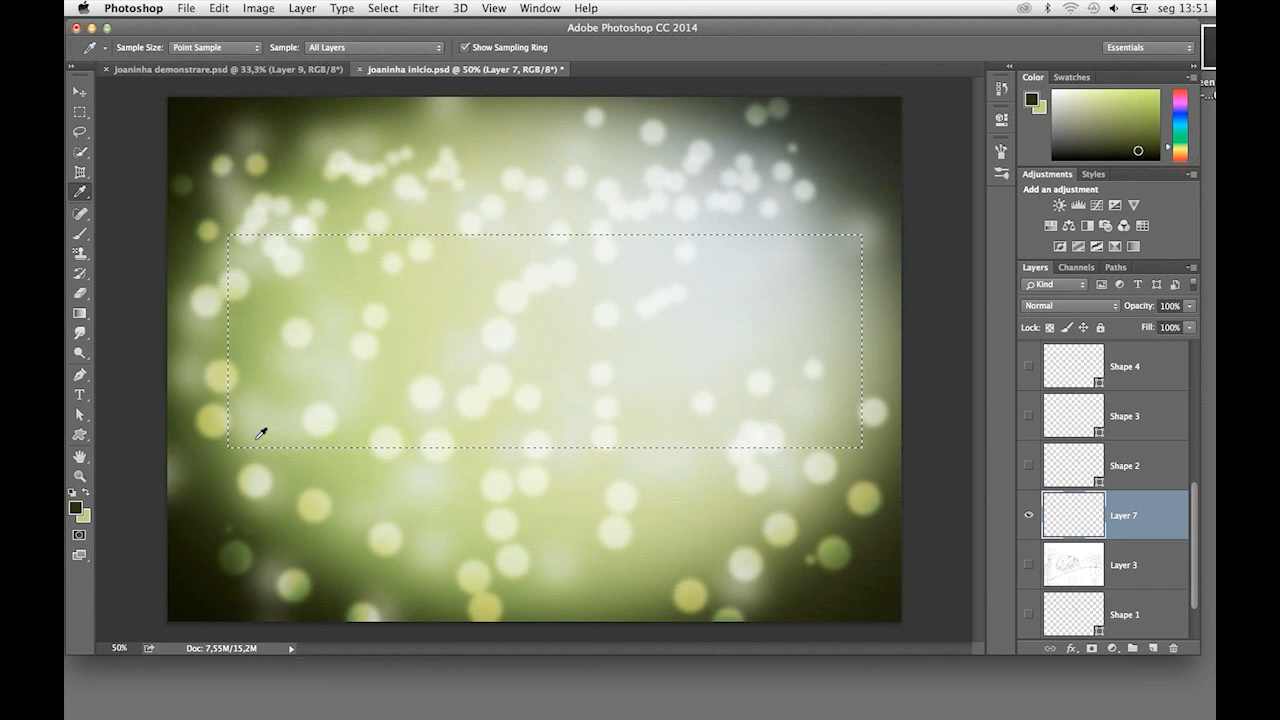 Photoshop File Edit Image Layer Type Select Filter 3D View Window Help seg 13:51
Adobe Photoshop CC 2014
Sample Size: Point Sample Sample: All Layers Show Sampling Ring Essentials
× joaninha demonstrare.psd @ 33,3% (Layer 9, RGB/8*) × joaninha inicio.psd @ 50% (Layer 7, RGB/8*) *
Color Swatches
Adjustments Styles
Add an adjustment
Layers Channels Paths
Kind
Normal Opacity: 100%
Lock: Fill: 100%
Shape 4
Shape 3
Shape 2
Layer 7
Layer 3
Shape 1
50% Doc: 7,55M/15,2M